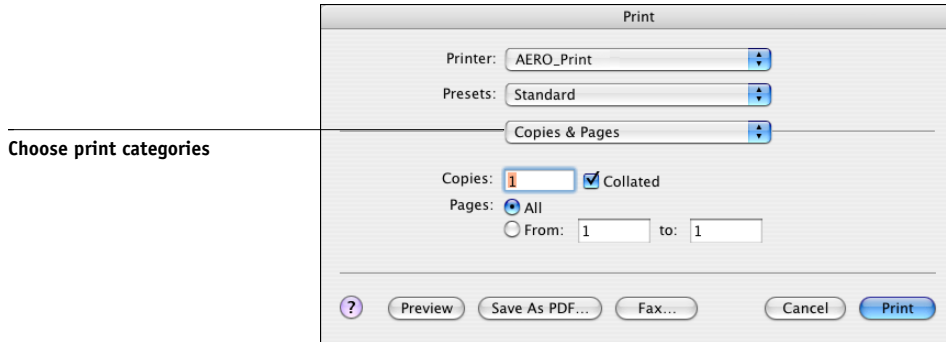 Print
Printer: AERO_Print
Presets: Standard
Copies & Pages
Choose print categories
Copies: 1 Collated
Pages: All
From: 1 to: 1
? Preview Save As PDF... Fax... Cancel Print